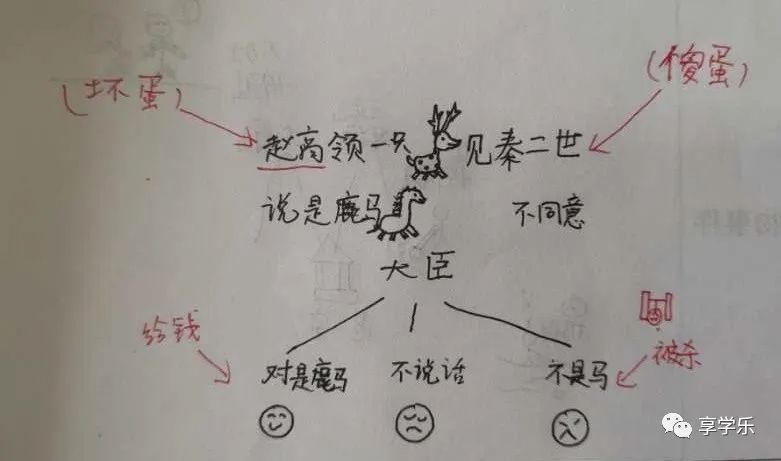 (坏蛋)
(傻蛋)
赵高领一只 见秦二世
说是鹿马 不同意
大臣
给钱
被杀
对是鹿马 不说话 不是马
享学乐